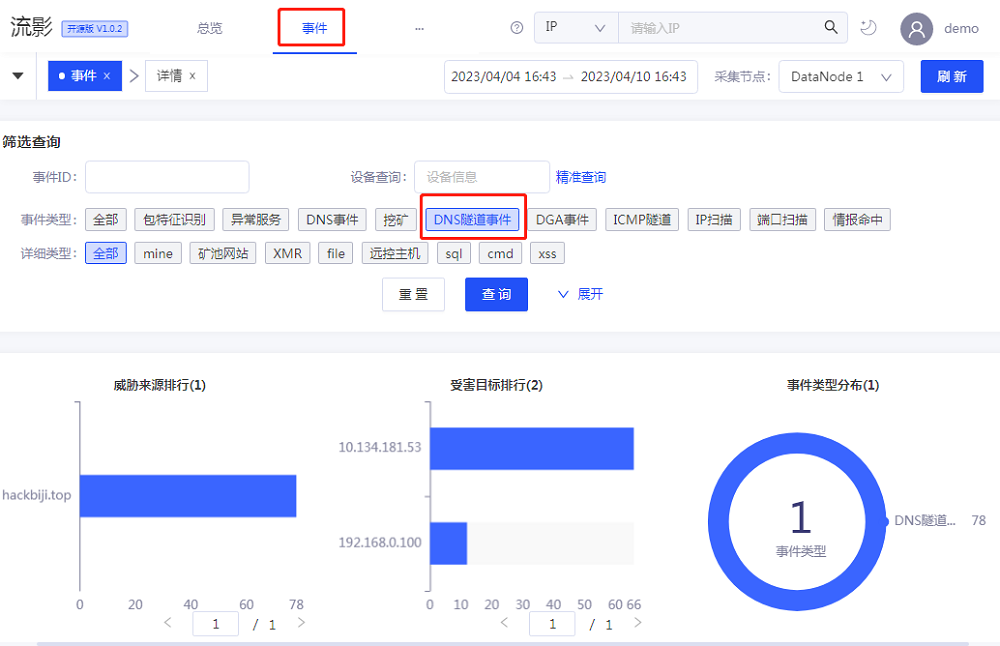 流影 开源版 V1.0.2 总览 事件 ... IP 请输入IP demo
事件 × 详情 × 2023/04/04 16:43 → 2023/04/10 16:43 采集节点: DataNode 1 刷 新
筛选查询
事件ID: 设备查询: 设备信息 精准查询
事件类型: 全部 包特征识别 异常服务 DNS事件 挖矿 DNS隧道事件 DGA事件 ICMP隧道 IP扫描 端口扫描 情报命中
详细类型: 全部 mine 矿池网站 XMR file 远控主机 sql cmd xss
重 置 查 询 展开
威胁来源排行(1) 受害目标排行(2) 事件类型分布(1)
10.134.181.53
hackbiji.top
1
DNS隧道... 78
192.168.0.100
事件类型
0 20 40 60 78 0 10 20 30 40 50 60 66
< 1 / 1 > < 1 / 1 >